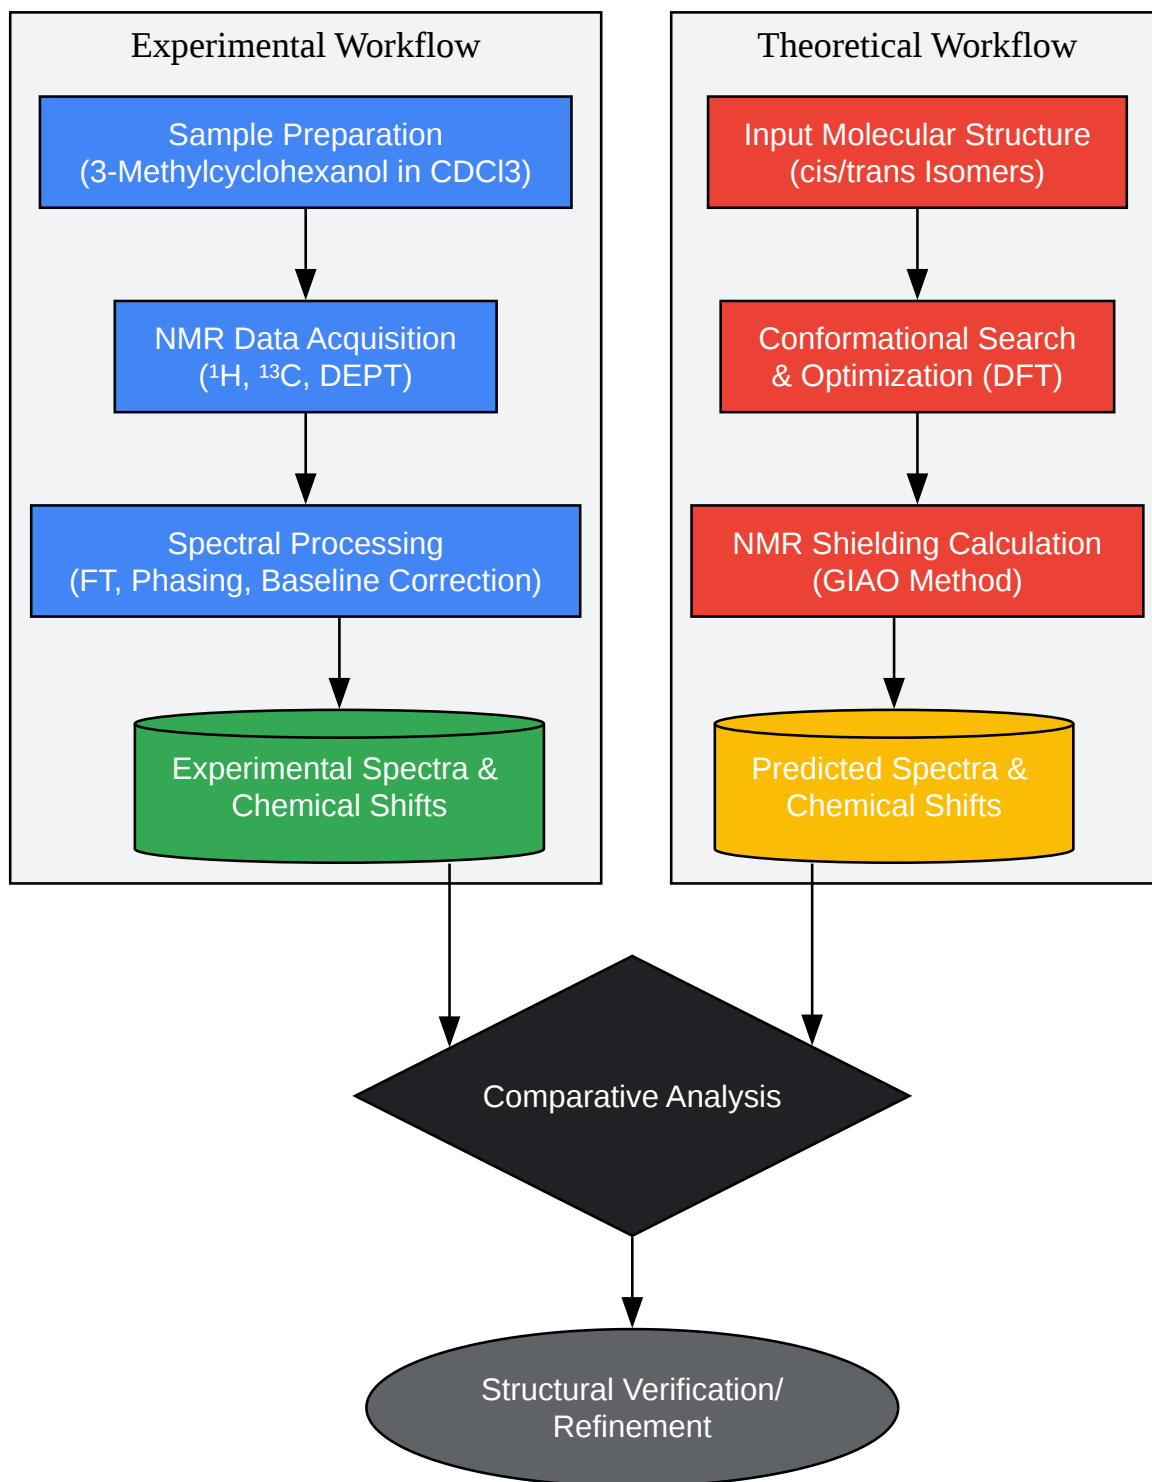 Experimental Workflow
Sample Preparation
(3-Methylcyclohexanol in CDCl3)
NMR Data Acquisition
(¹H, ¹³C, DEPT)
Spectral Processing
(FT, Phasing, Baseline Correction)
Experimental Spectra &
Chemical Shifts
Theoretical Workflow
Input Molecular Structure
(cis/trans Isomers)
Conformational Search
& Optimization (DFT)
NMR Shielding Calculation
(GIAO Method)
Predicted Spectra &
Chemical Shifts
Comparative Analysis
Structural Verification/
Refinement